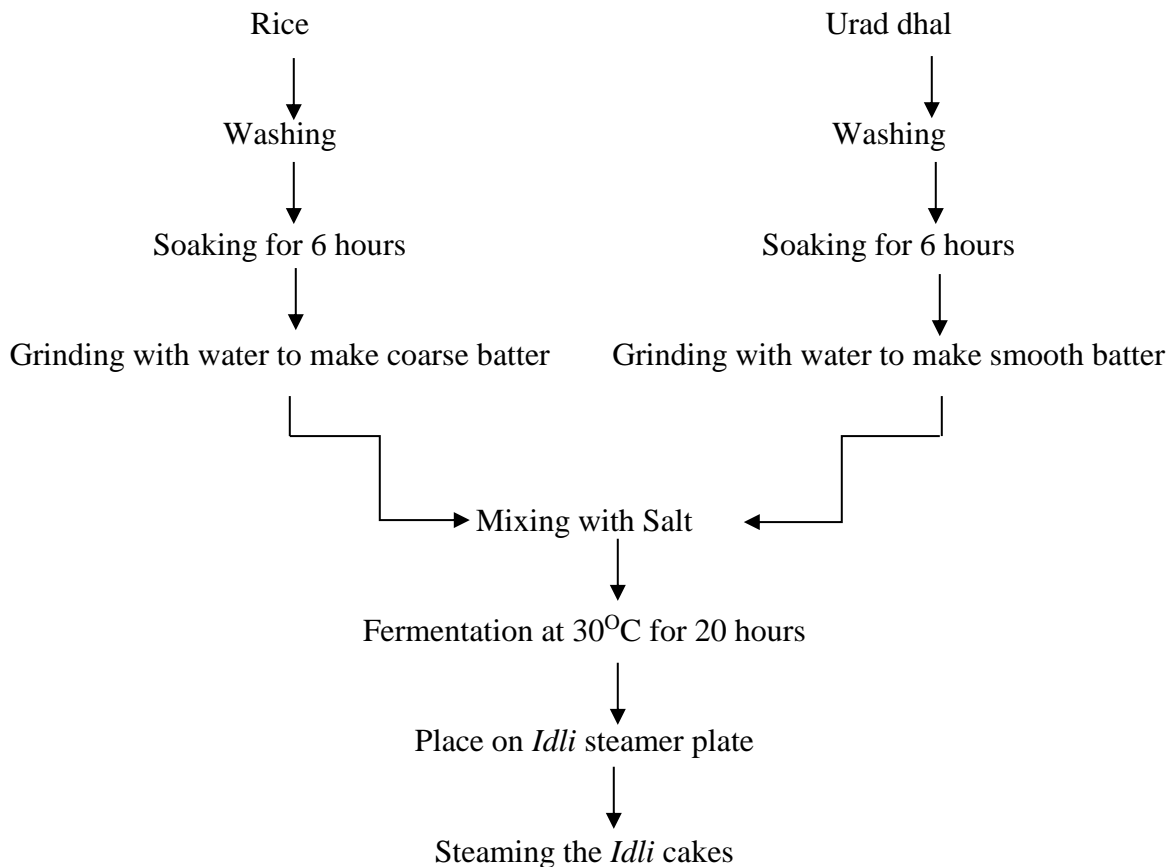 Rice
Urad dhal
Washing
Washing
Soaking for 6 hours
Soaking for 6 hours
Grinding with water to make coarse batter
Grinding with water to make smooth batter
Mixing with Salt
Fermentation at 30^OC for 20 hours
Place on Idli steamer plate
Steaming the Idli cakes